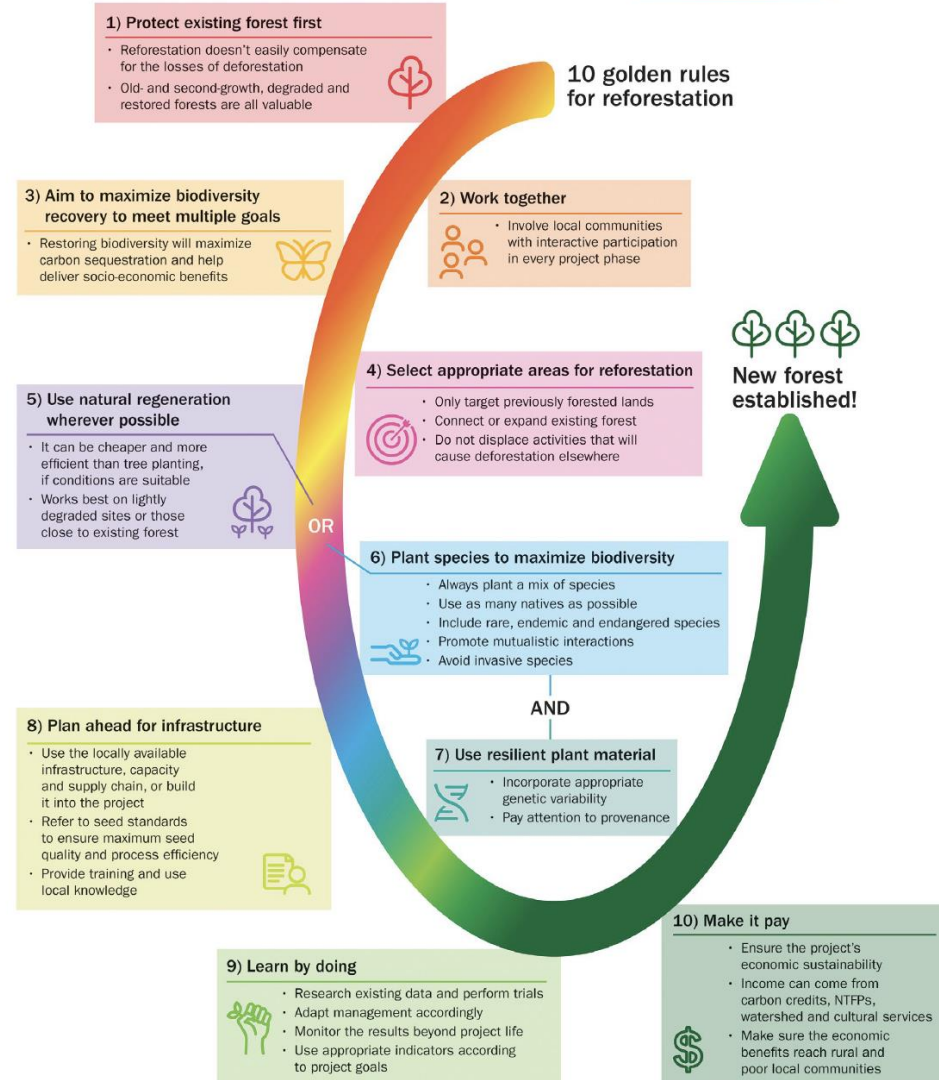 10 golden rules
for reforestation
1) Protect existing forest first
· Reforestation doesn't easily compensate
for the losses of deforestation
· Old- and second-growth, degraded and
restored forests are all valuable
2) Work together
· Involve local communities
with interactive participation
in every project phase
3) Aim to maximize biodiversity
recovery to meet multiple goals
· Restoring biodiversity will maximize
carbon sequestration and help
deliver socio-economic benefits
4) Select appropriate areas for reforestation
· Only target previously forested lands
· Connect or expand existing forest
· Do not displace activities that will
cause deforestation elsewhere
5) Use natural regeneration
wherever possible
· It can be cheaper and more
efficient than tree planting,
if conditions are suitable
· Works best on lightly
degraded sites or those
close to existing forest
OR
6) Plant species to maximize biodiversity
· Always plant a mix of species
· Use as many natives as possible
· Include rare, endemic and endangered species
· Promote mutualistic interactions
· Avoid invasive species
AND
7) Use resilient plant material
· Incorporate appropriate
genetic variability
· Pay attention to provenance
8) Plan ahead for infrastructure
· Use the locally available
infrastructure, capacity
and supply chain, or build
it into the project
· Refer to seed standards
to ensure maximum seed
quality and process efficiency
· Provide training and use
local knowledge
9) Learn by doing
· Research existing data and perform trials
· Adapt management accordingly
· Monitor the results beyond project life
· Use appropriate indicators according
to project goals
10) Make it pay
· Ensure the project's
economic sustainability
· Income can come from
carbon credits, NTFPs,
watershed and cultural services
· Make sure the economic
benefits reach rural and
poor local communities
$
New forest
established!